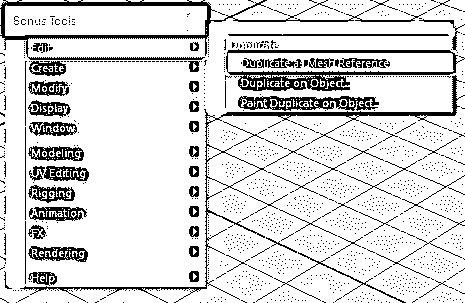 Bonus Tools
Edit
Create
Modify
Display
Window
Modeling
UV Editing
Rigging
Animation
FX
Rendering
Help
Duplicate
Duplicate as Mesh Reference
Duplicate on Object...
Paint Duplicate on Object...